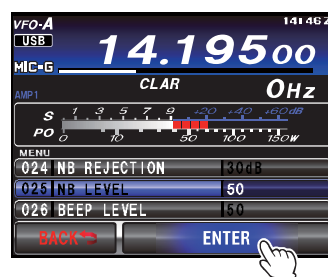 VFO-A 14146Z
USB 14.19500
MIC=G
CLAR 0Hz
AMP1
S 1 3 5 7 9 +20 +40 +60dB
PO 0 10 50 100 150W
MENU
024 NB REJECTION 30dB
025 NB LEVEL 50
026 BEEP LEVEL 50
BACK ENTER